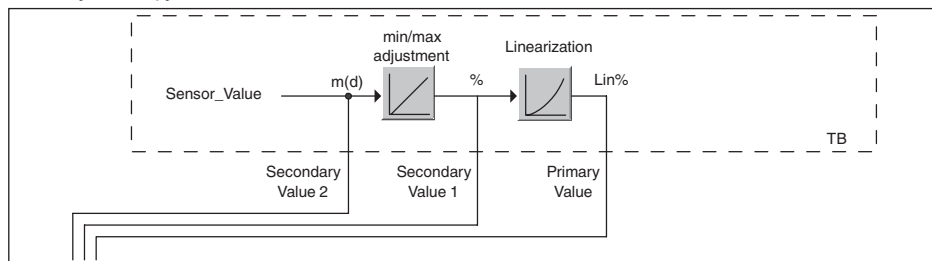 min/max
adjustment
Linearization
Sensor_Value
m(d)
%
Lin%
TB
Secondary
Value 2
Secondary
Value 1
Primary
Value